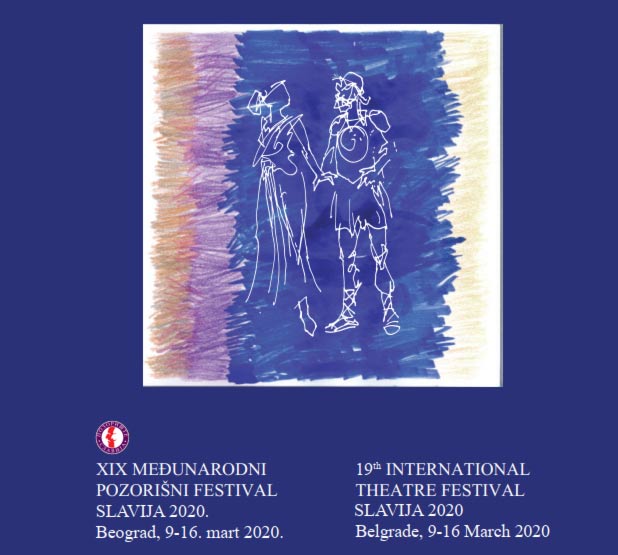 XIX MEĐUNARODNI
POZORIŠNI FESTIVAL
SLAVIJA 2020.
Beograd, 9-16. mart 2020.
19th INTERNATIONAL
THEATRE FESTIVAL
SLAVIJA 2020
Belgrade, 9-16 March 2020